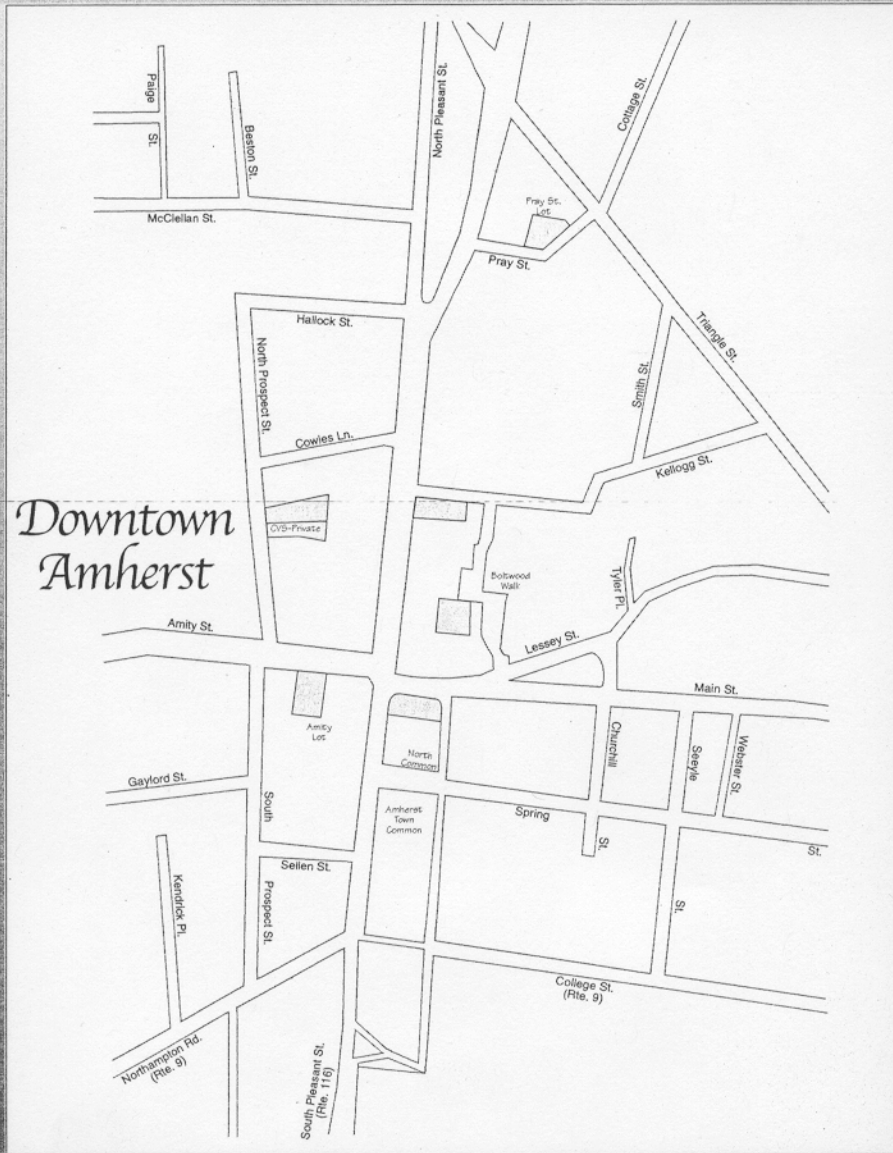 Paige
St.
Beston St.
North Pleasant St.
Cottage St.
McClellan St.
Pray St.
Lot
Pray St.
Hallock St.
North Prospect St.
Triangle St.
Smith St.
Cowles Ln.
Kellogg St.
Downtown
Amherst
CVS-Private
Boltwood
Walk
Tyler Pl.
Amity St.
Lessey St.
Main St.
Amity
Lot
North
Common
Churchill
St.
Seeyle
St.
Webster St.
Gaylord St.
South
Prospect St.
Amherst
Town
Common
Spring
St.
Sellen St.
Kendrick Pl.
College St.
(Rte. 9)
Northampton Rd.
(Rte. 9)
South Pleasant St.
(Rte. 116)